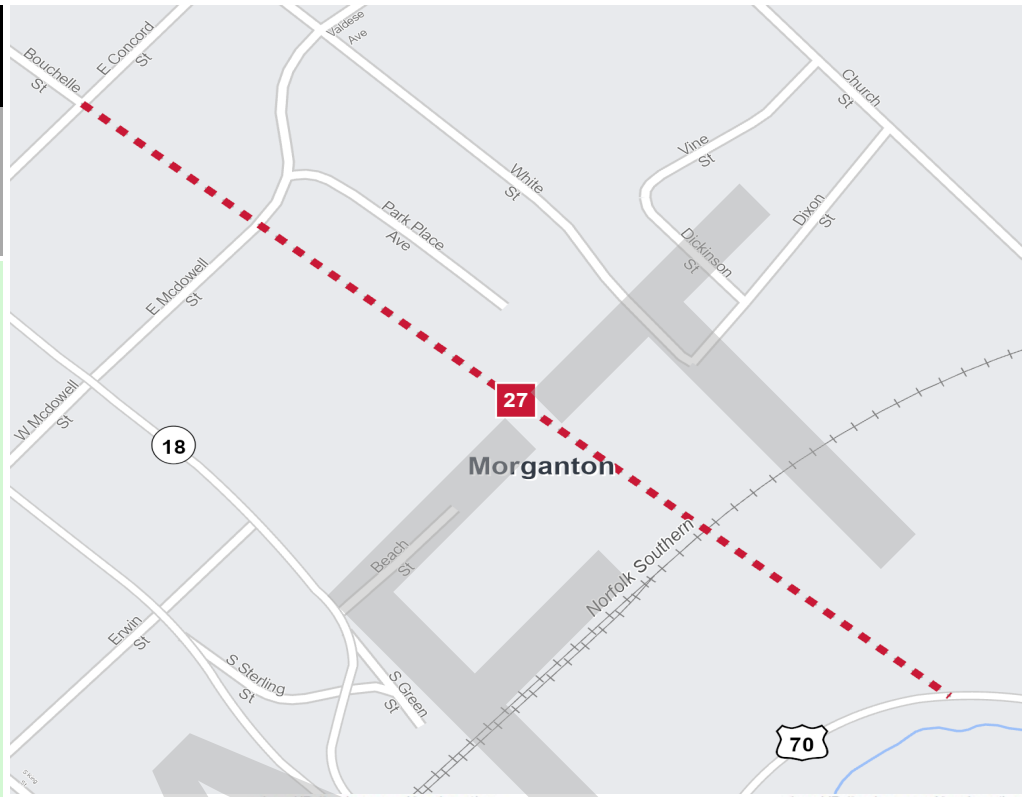 Valdese
Ave
E Concord
St
Bouchelle
St
Church
St
Vine
St
White
St
Dixon
St
Park Place
Ave
Dickinson
St
E Mcdowell
St
W Mcdowell
St
27
18
Morganton
Norfolk Southern
Beach
St
Erwin
St
S Sterling
St
S Green
St
70